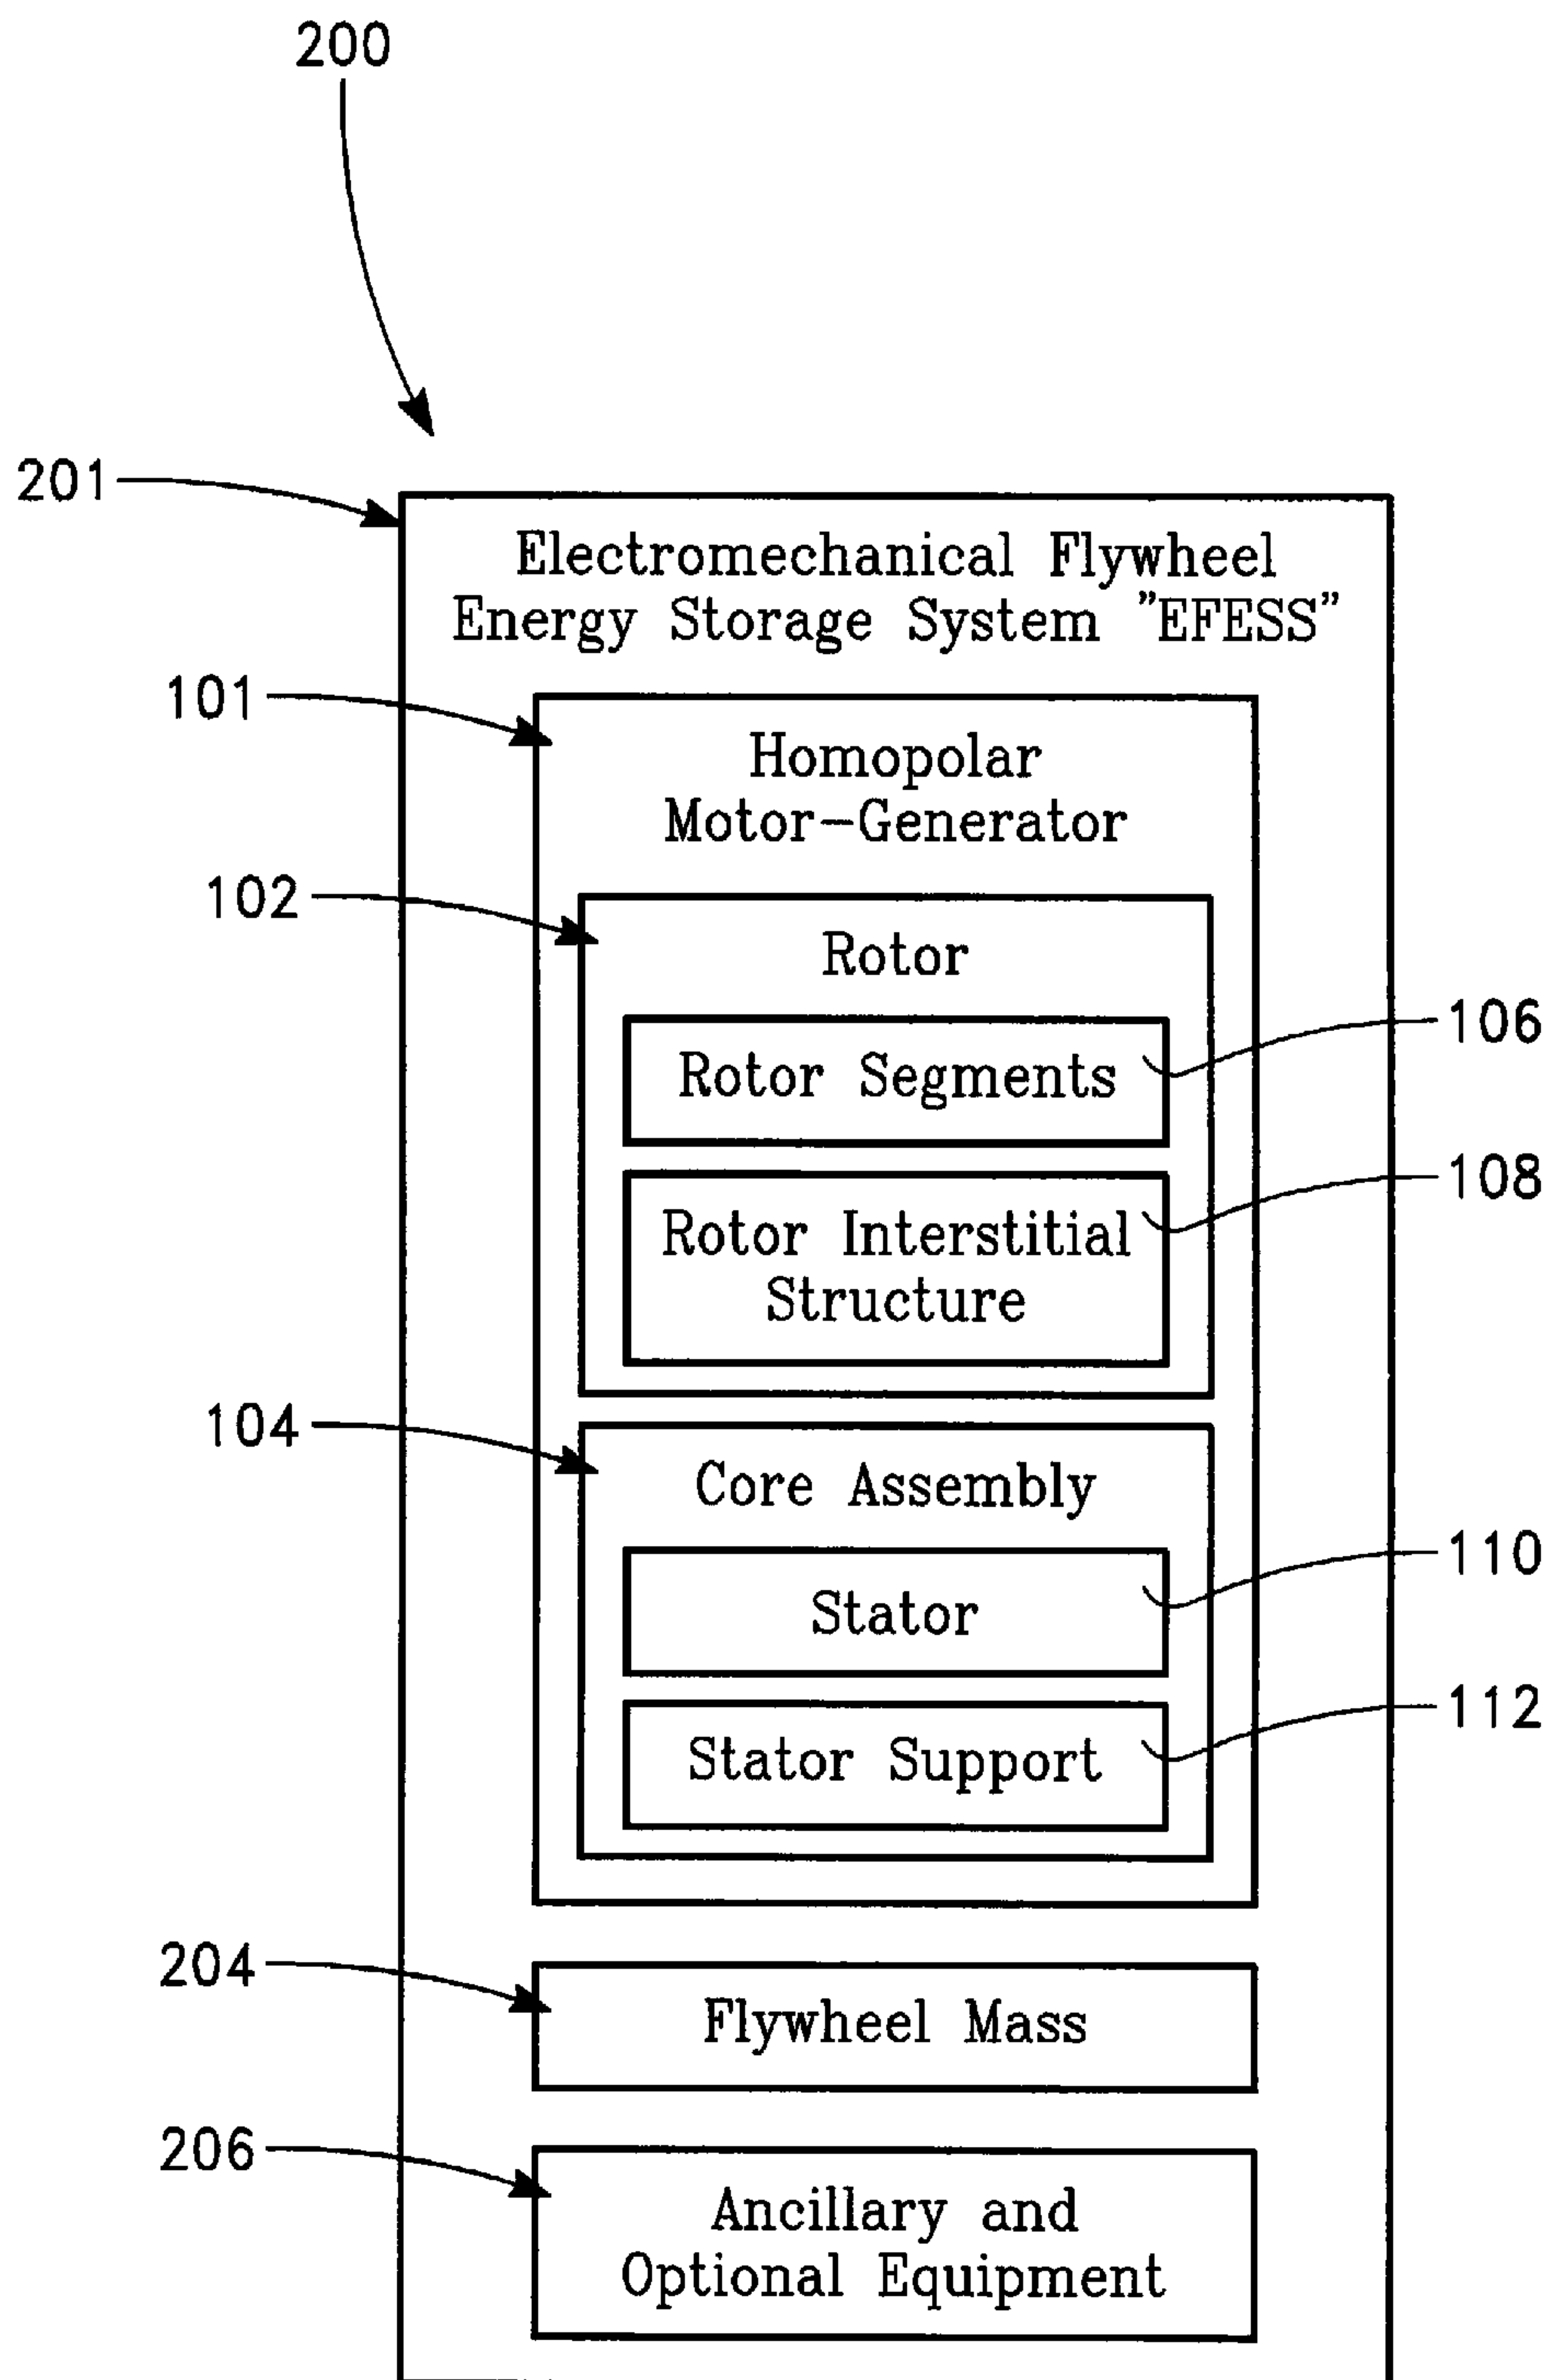 200
201
Electromechanical Flywheel
Energy Storage System "EFESS"
101
Homopolar
Motor-Generator
102
Rotor
106
Rotor Segments
108
Rotor Interstitial
Structure
104
Core Assembly
110
Stator
112
Stator Support
204
Flywheel Mass
206
Ancillary and
Optional Equipment